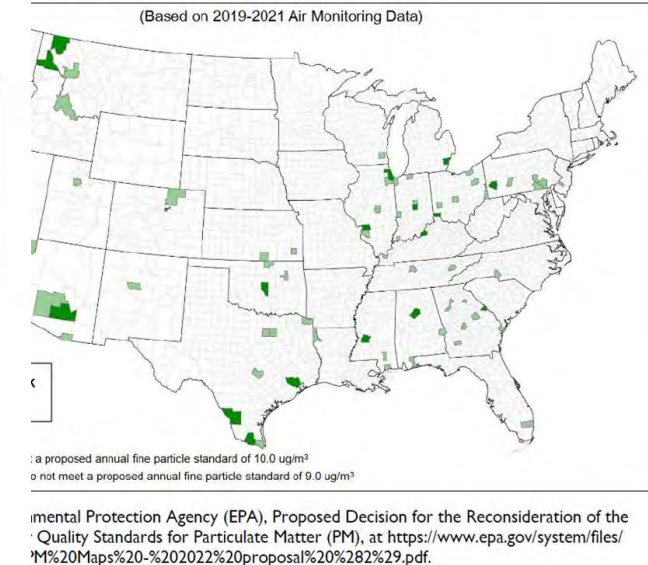 (Based on 2019-2021 Air Monitoring Data)
a proposed annual fine particle standard of 10.0 ug/m³
o not meet a proposed annual fine particle standard of 9.0 ug/m³
nmental Protection Agency (EPA), Proposed Decision for the Reconsideration of the
Quality Standards for Particulate Matter (PM), at https://www.epa.gov/system/files/
PM%20Maps%20-%202022%20proposal%20%282%29.pdf.